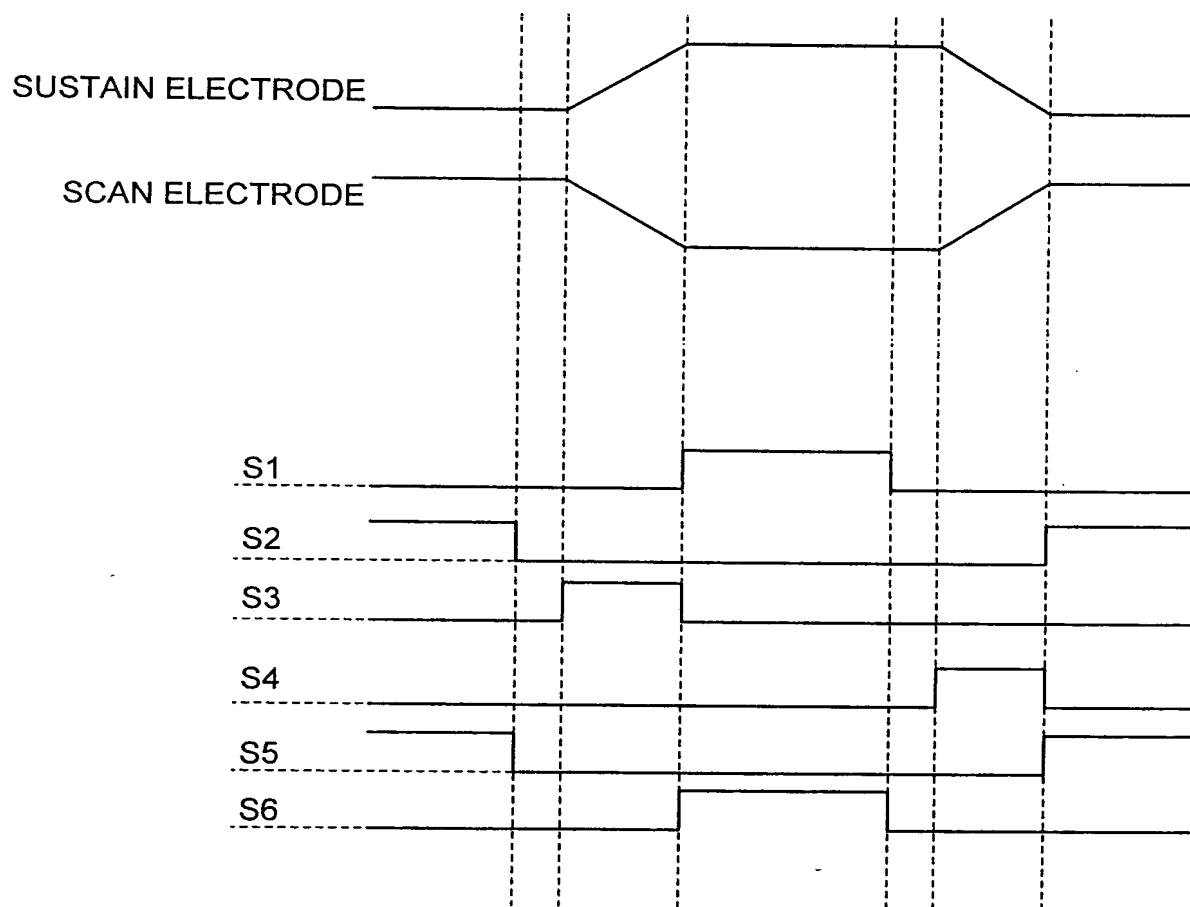 SUSTAIN ELECTRODE
SCAN ELECTRODE
S1
S2
S3
S4
S5
S6